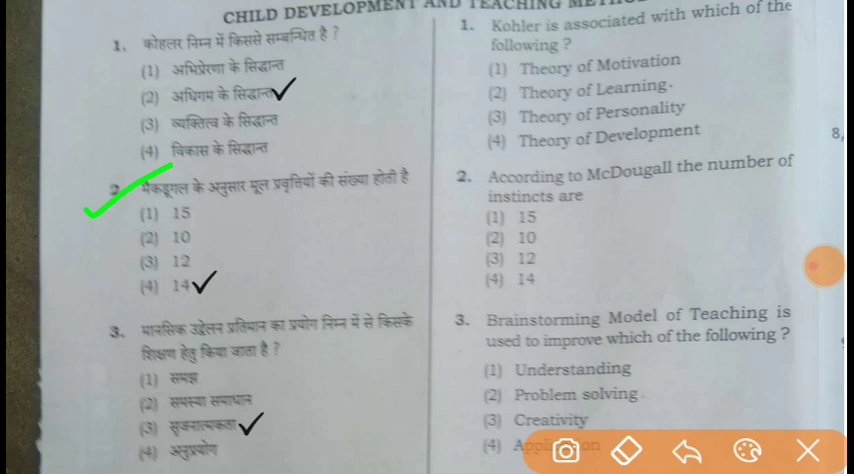 CHILD DEVELOPMENT AND TEACHING
1. कोहलर निम्न में किससे सम्बन्धित है ?
(1) अभिप्रेरणा के सिद्धान्त
(2) अधिगम के सिद्धान्त
(3) व्यक्तित्व के सिद्धान्त
(4) विकास के सिद्धान्त
2. मैकडूगल के अनुसार मूल प्रवृत्तियों की संख्या होती है
(1) 15
(2) 10
(3) 12
(4) 14
3. मानसिक उद्वेलन प्रतिमान का प्रयोग निम्न में से किसके
शिक्षण हेतु किया जाता है ?
(1) समझ
(2) समस्या समाधान
(3) सृजनात्मकता
(4) अनुप्रयोग
1. Kohler is associated with which of the
following ?
(1) Theory of Motivation
(2) Theory of Learning
(3) Theory of Personality
(4) Theory of Development
2. According to McDougall the number of
instincts are
(1) 15
(2) 10
(3) 12
(4) 14
3. Brainstorming Model of Teaching is
used to improve which of the following ?
(1) Understanding
(2) Problem solving
(3) Creativity
(4)
8,